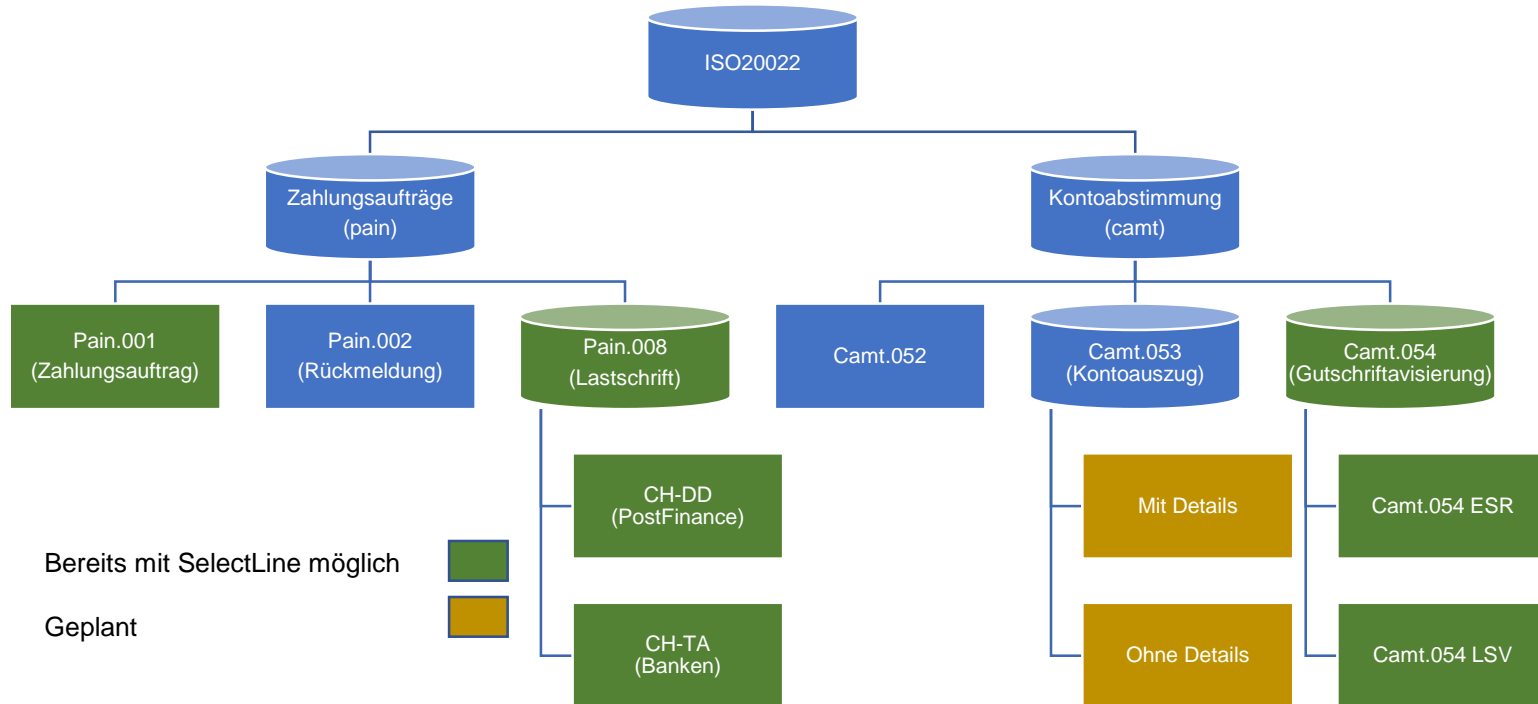 ISO20022
Zahlungsaufträge
(pain)
Kontoabstimmung
(camt)
Pain.001
(Zahlungsauftrag)
Pain.002
(Rückmeldung)
Pain.008
(Lastschrift)
Camt.052
Camt.053
(Kontoauszug)
Camt.054
(Gutschriftavisierung)
CH-DD
(PostFinance)
Mit Details
Camt.054 ESR
Bereits mit SelectLine möglich
Geplant
CH-TA
(Banken)
Ohne Details
Camt.054 LSV